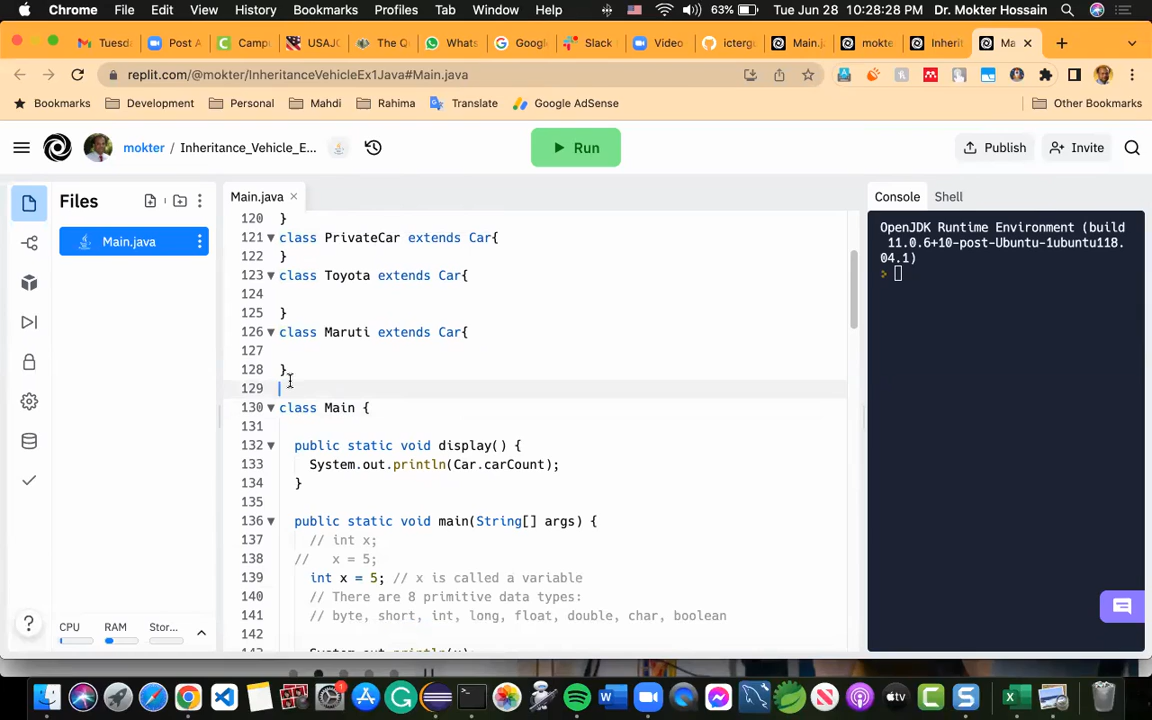 Chrome File Edit View History Bookmarks Profiles Tab Window Help 63% Tue Jun 28 10:28:28 PM Dr. Mokter Hossain
Tuesd Post A Camp USAJO The Q Whats Googl Slack Video icterg Main.j mokte Inherit Ma
replit.com/@mokter/InheritanceVehicleEx1Java#Main.java
Bookmarks Development Personal Mahdi Rahima Translate Google AdSense Other Bookmarks
mokter / Inheritance_Vehicle_E... Run Publish Invite
Files
Main.java
CPU RAM Stor...
Main.java
120 }
121 class PrivateCar extends Car{
122 }
123 class Toyota extends Car{
124
125 }
126 class Maruti extends Car{
127
128 }
129
130 class Main {
131
132 public static void display() {
133 System.out.println(Car.carCount);
134 }
135
136 public static void main(String[] args) {
137 // int x;
138 // x = 5;
139 int x = 5; // x is called a variable
140 // There are 8 primitive data types:
141 // byte, short, int, long, float, double, char, boolean
142
143 System.out.println(x);
Console Shell
OpenJDK Runtime Environment (build
11.0.6+10-post-Ubuntu-1ubuntu118.
04.1)
>